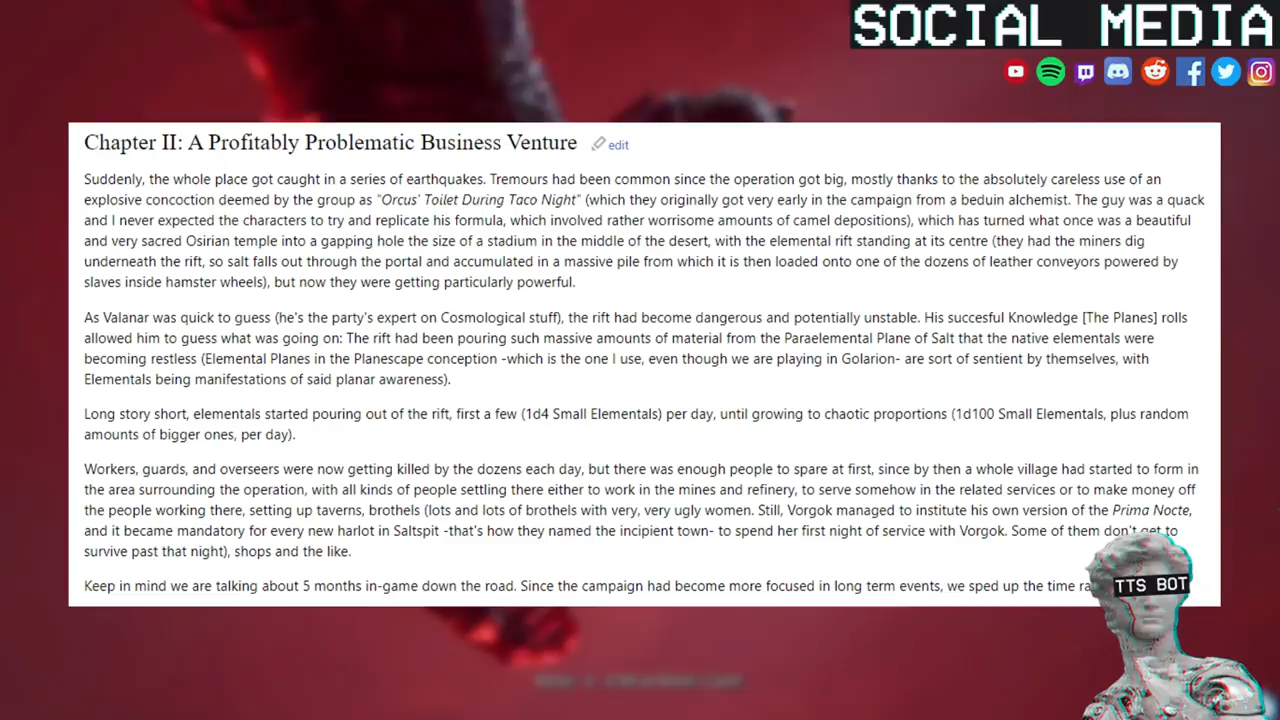 SOCIAL MEDIA
Chapter II: A Profitably Problematic Business Venture edit
Suddenly, the whole place got caught in a series of earthquakes. Tremours had been common since the operation got big, mostly thanks to the absolutely careless use of an
explosive concoction deemed by the group as "Orcus' Toilet During Taco Night" (which they originally got very early in the campaign from a beduin alchemist. The guy was a quack
and I never expected the characters to try and replicate his formula, which involved rather worrisome amounts of camel depositions), which has turned what once was a beautiful
and very sacred Osirian temple into a gapping hole the size of a stadium in the middle of the desert, with the elemental rift standing at its centre (they had the miners dig
underneath the rift, so salt falls out through the portal and accumulated in a massive pile from which it is then loaded onto one of the dozens of leather conveyors powered by
slaves inside hamster wheels), but now they were getting particularly powerful.
As Valanar was quick to guess (he's the party's expert on Cosmological stuff), the rift had become dangerous and potentially unstable. His succesful Knowledge [The Planes] rolls
allowed him to guess what was going on: The rift had been pouring such massive amounts of material from the Paraelemental Plane of Salt that the native elementals were
becoming restless (Elemental Planes in the Planescape conception -which is the one I use, even though we are playing in Golarion- are sort of sentient by themselves, with
Elementals being manifestations of said planar awareness).
Long story short, elementals started pouring out of the rift, first a few (1d4 Small Elementals) per day, until growing to chaotic proportions (1d100 Small Elementals, plus random
amounts of bigger ones, per day).
Workers, guards, and overseers were now getting killed by the dozens each day, but there was enough people to spare at first, since by then a whole village had started to form in
the area surrounding the operation, with all kinds of people settling there either to work in the mines and refinery, to serve somehow in the related services or to make money off
the people working there, setting up taverns, brothels (lots and lots of brothels with very, very ugly women. Still, Vorgok managed to institute his own version of the Prima Nocte,
and it became mandatory for every new harlot in Saltspit -that's how they named the incipient town- to spend her first night of service with Vorgok. Some of them don't get to
survive past that night), shops and the like.
Keep in mind we are talking about 5 months in-game down the road. Since the campaign had become more focused in long term events, we sped up the time
TTS BOT